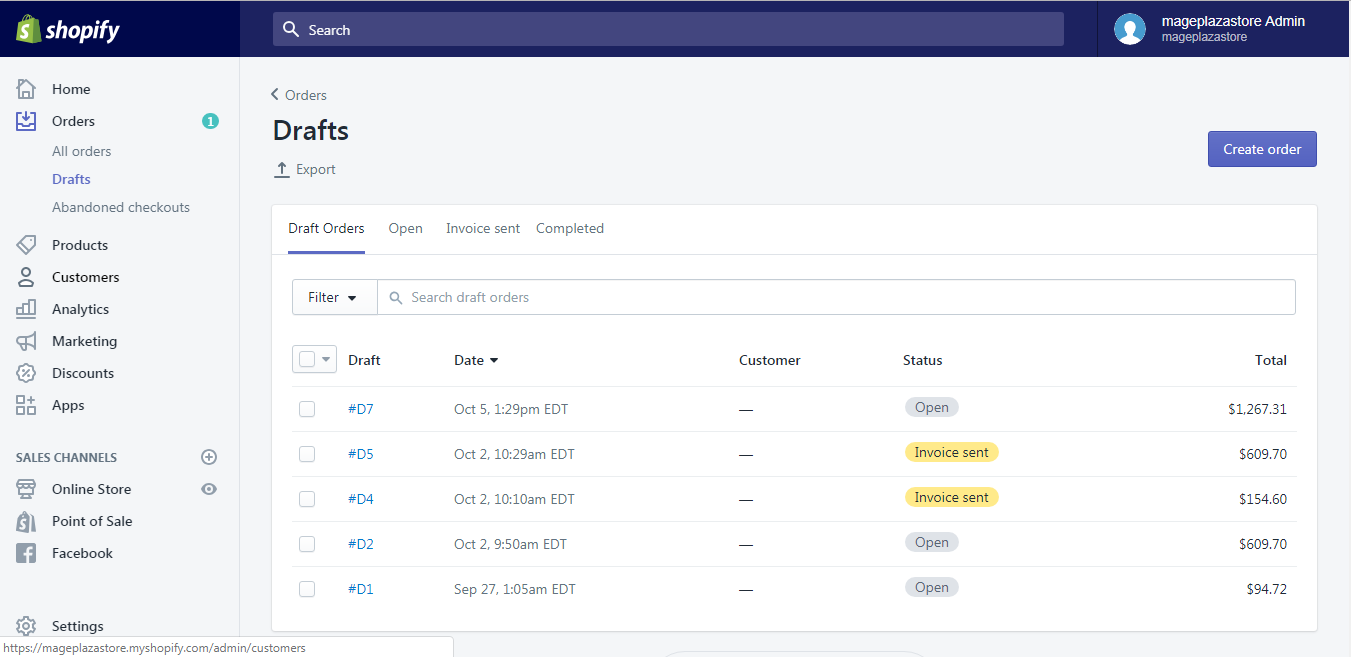 shopify
Search
mageplazastore Admin
mageplazastore
Home
Orders 1
All orders
Drafts
Abandoned checkouts
Products
Customers
Analytics
Marketing
Discounts
Apps
SALES CHANNELS
Online Store
Point of Sale
Facebook
Settings
https://mageplazastore.myshopify.com/admin/customers
Orders
Drafts
Export
Create order
Draft Orders Open Invoice sent Completed
Filter Search draft orders
Draft Date Customer Status Total
#D7 Oct 5, 1:29pm EDT — Open $1,267.31
#D5 Oct 2, 10:29am EDT — Invoice sent $609.70
#D4 Oct 2, 10:10am EDT — Invoice sent $154.60
#D2 Oct 2, 9:50am EDT — Open $609.70
#D1 Sep 27, 1:05am EDT — Open $94.72